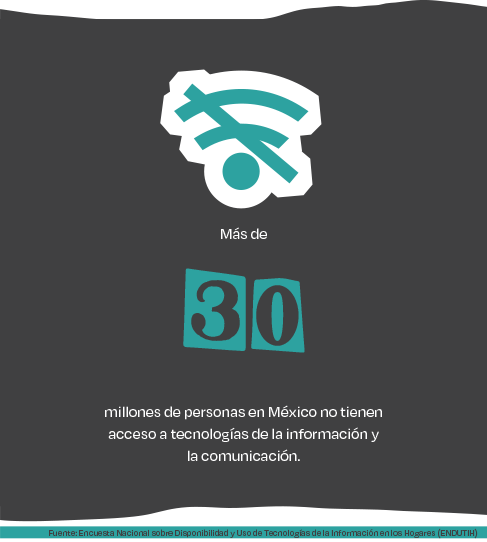 Más de
30
millones de personas en México no tienen
acceso a tecnologías de la información y
la comunicación.
Fuente: Encuesta Nacional sobre Disponibilidad y Uso de Tecnologías de la Información en los Hogares (ENDUTIH)